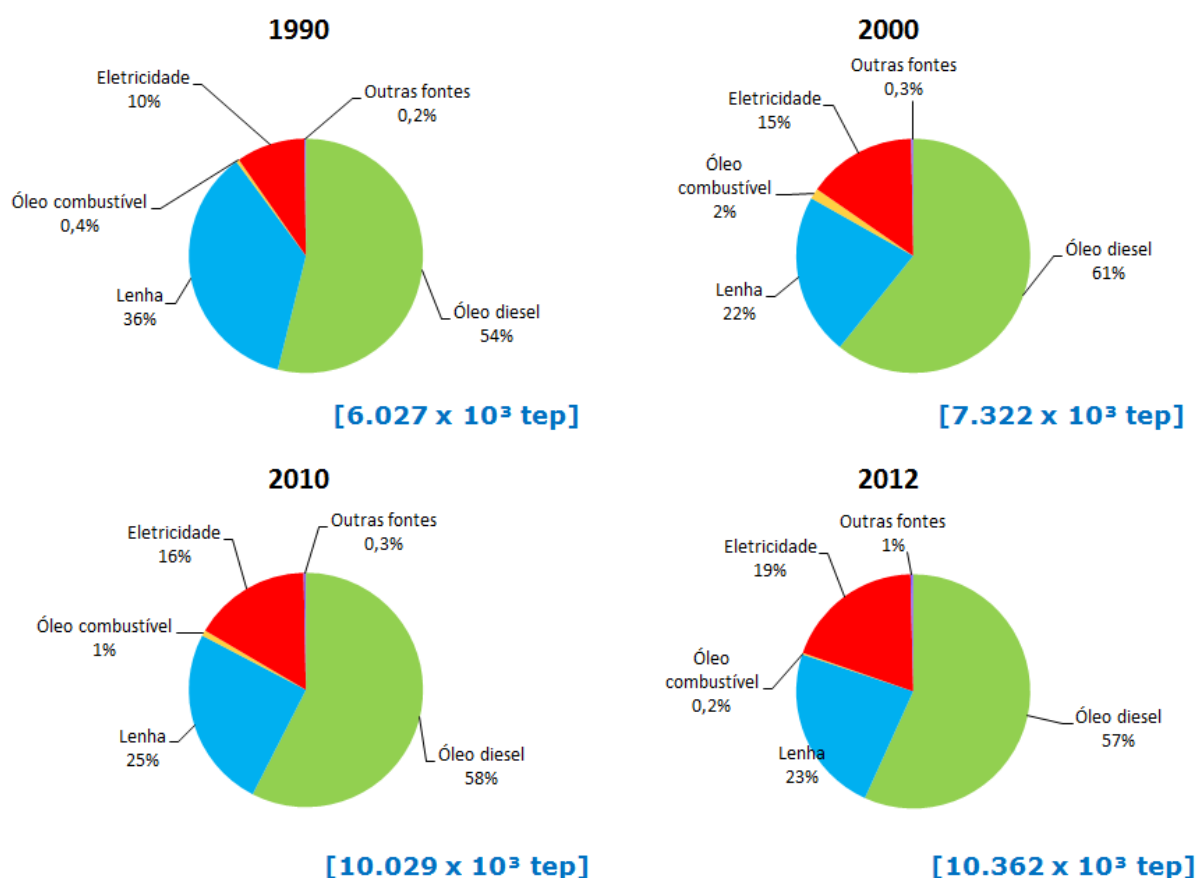 1990
Eletricidade
10%
Outras fontes
0,2%
Óleo combustível
0,4%
Lenha
36%
Óleo diesel
54%
[6.027 x 10³ tep]
2000
Outras fontes
0,3%
Eletricidade
15%
Óleo
combustível
2%
Óleo diesel
61%
Lenha
22%
[7.322 x 10³ tep]
2010
Outras fontes
0,3%
Eletricidade
16%
Óleo combustível
1%
Lenha
25%
Óleo diesel
58%
[10.029 x 10³ tep]
2012
Outras fontes
1%
Eletricidade
19%
Óleo
combustível
0,2%
Óleo diesel
57%
Lenha
23%
[10.362 x 10³ tep]